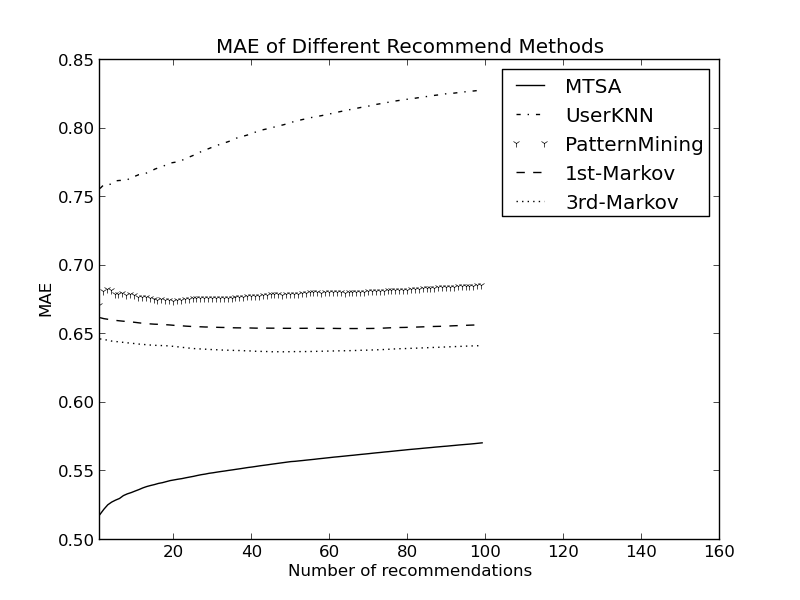 MAE of Different Recommend Methods
0.85
0.80
0.75
0.70
0.65
0.60
0.55
0.50
MAE
MTSA
UserKNN
PatternMining
1st-Markov
3rd-Markov
20 40 60 80 100 120 140 160
Number of recommendations